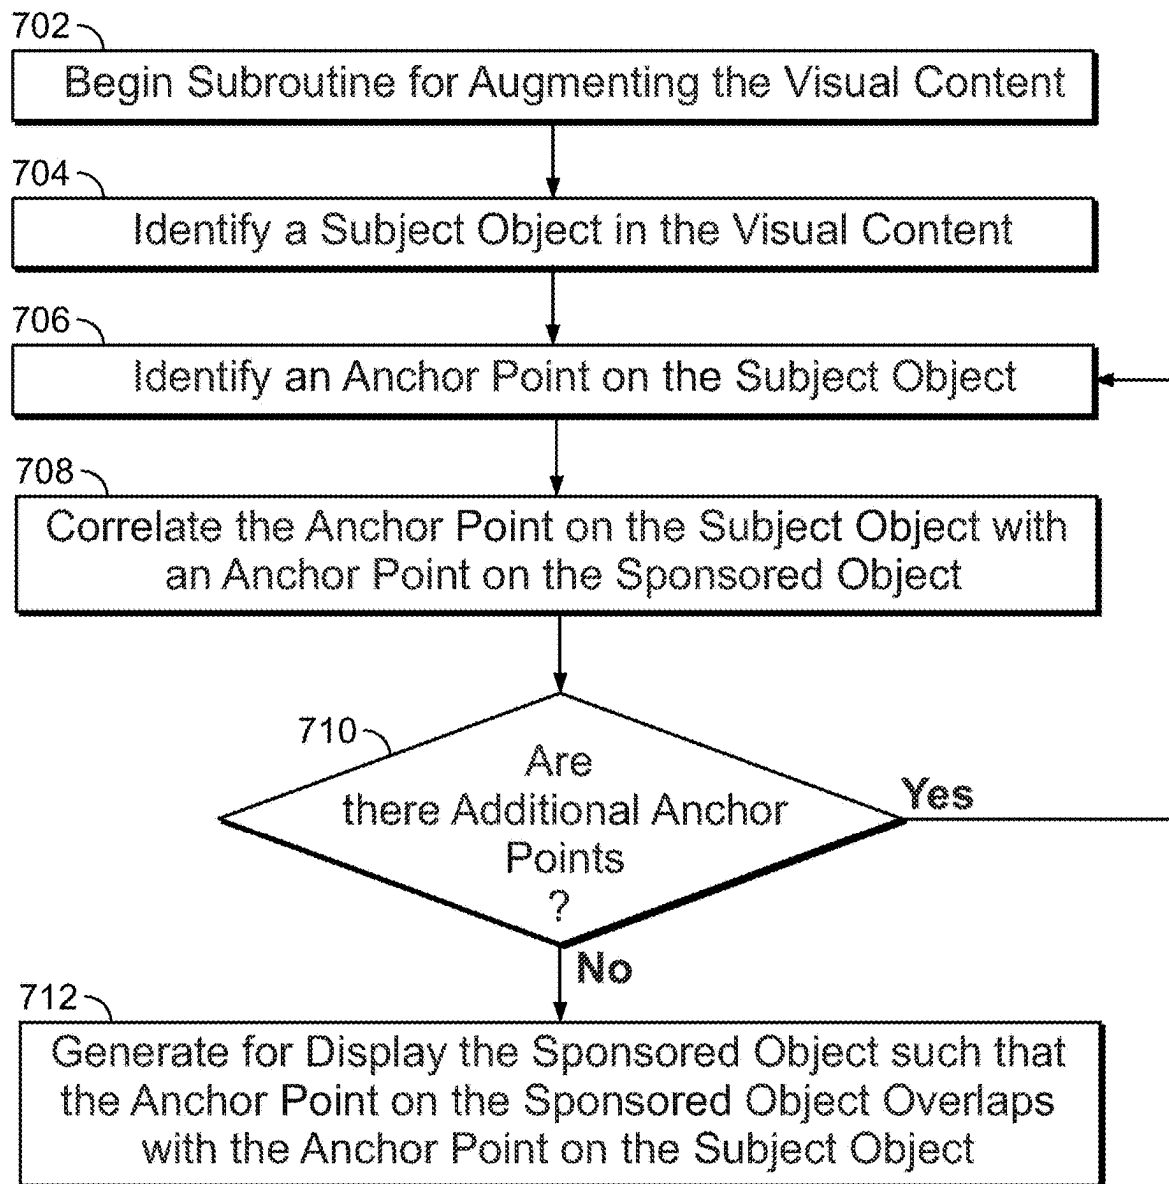 702
Begin Subroutine for Augmenting the Visual Content
704
Identify a Subject Object in the Visual Content
706
Identify an Anchor Point on the Subject Object
708
Correlate the Anchor Point on the Subject Object with
an Anchor Point on the Sponsored Object
710
Are
there Additional Anchor
Points
?
Yes
No
712
Generate for Display the Sponsored Object such that
the Anchor Point on the Sponsored Object Overlaps
with the Anchor Point on the Subject Object